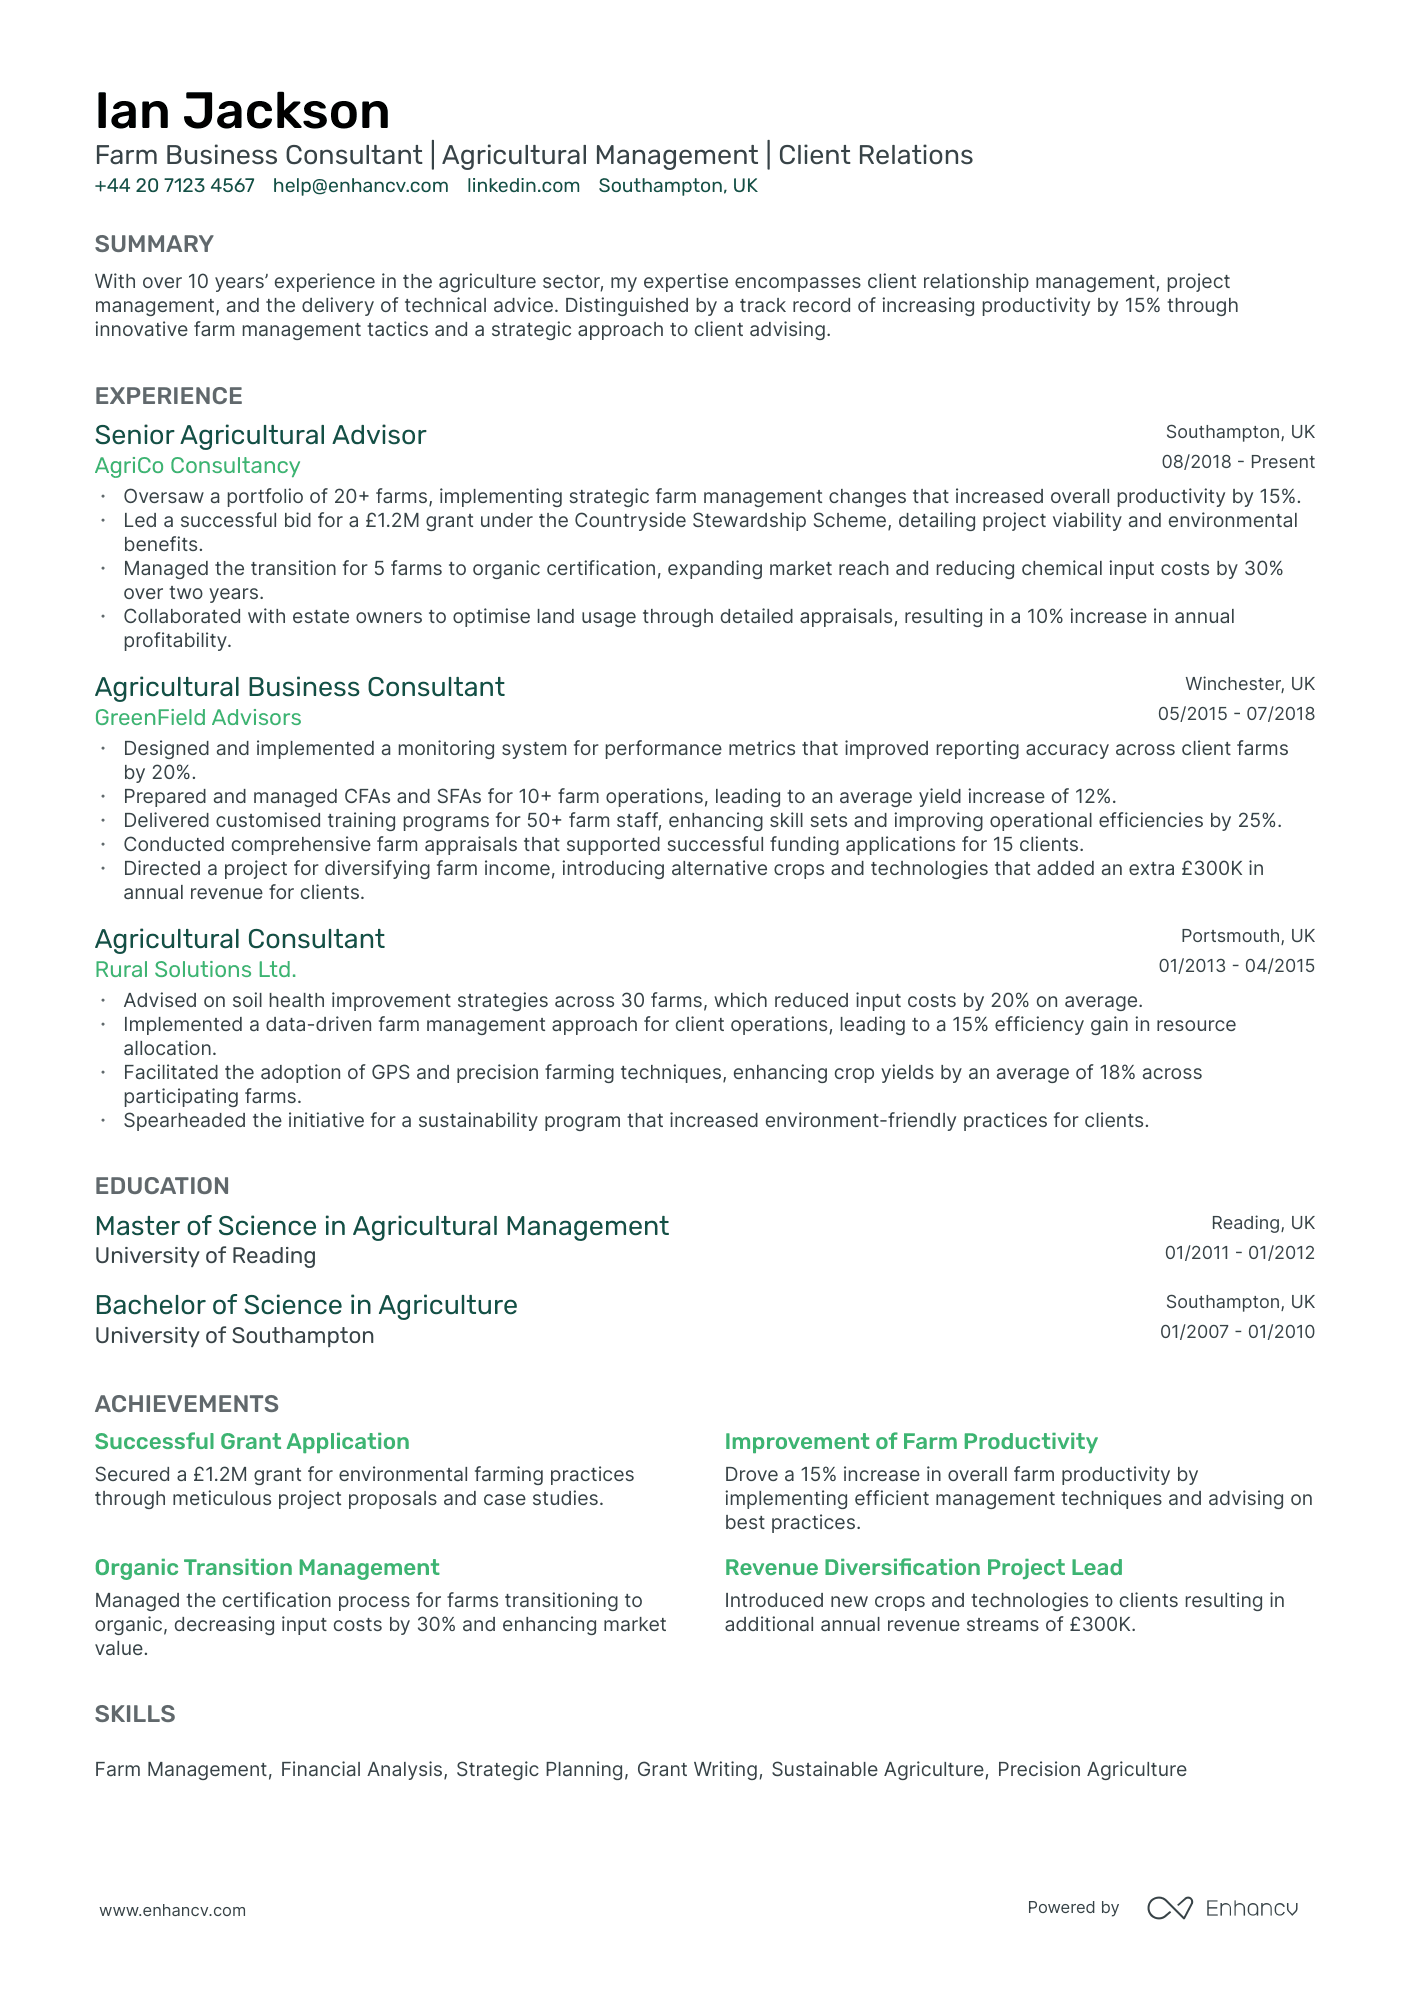 Ian Jackson
Farm Business Consultant | Agricultural Management | Client Relations
+44 20 7123 4567 help@enhancv.com linkedin.com Southampton, UK
SUMMARY
With over 10 years’ experience in the agriculture sector, my expertise encompasses client relationship management, project
management, and the delivery of technical advice. Distinguished by a track record of increasing productivity by 15% through
innovative farm management tactics and a strategic approach to client advising.
EXPERIENCE
Senior Agricultural Advisor Southampton, UK
AgriCo Consultancy 08/2018 - Present
· Oversaw a portfolio of 20+ farms, implementing strategic farm management changes that increased overall productivity by 15%.
· Led a successful bid for a £1.2M grant under the Countryside Stewardship Scheme, detailing project viability and environmental
benefits.
· Managed the transition for 5 farms to organic certification, expanding market reach and reducing chemical input costs by 30%
over two years.
· Collaborated with estate owners to optimise land usage through detailed appraisals, resulting in a 10% increase in annual
profitability.
Agricultural Business Consultant Winchester, UK
GreenField Advisors 05/2015 - 07/2018
· Designed and implemented a monitoring system for performance metrics that improved reporting accuracy across client farms
by 20%.
· Prepared and managed CFAs and SFAs for 10+ farm operations, leading to an average yield increase of 12%.
· Delivered customised training programs for 50+ farm staff, enhancing skill sets and improving operational efficiencies by 25%.
· Conducted comprehensive farm appraisals that supported successful funding applications for 15 clients.
· Directed a project for diversifying farm income, introducing alternative crops and technologies that added an extra £300K in
annual revenue for clients.
Agricultural Consultant Portsmouth, UK
Rural Solutions Ltd. 01/2013 - 04/2015
· Advised on soil health improvement strategies across 30 farms, which reduced input costs by 20% on average.
· Implemented a data-driven farm management approach for client operations, leading to a 15% efficiency gain in resource
allocation.
· Facilitated the adoption of GPS and precision farming techniques, enhancing crop yields by an average of 18% across
participating farms.
· Spearheaded the initiative for a sustainability program that increased environment-friendly practices for clients.
EDUCATION
Master of Science in Agricultural Management Reading, UK
University of Reading 01/2011 - 01/2012
Bachelor of Science in Agriculture Southampton, UK
University of Southampton 01/2007 - 01/2010
ACHIEVEMENTS
Successful Grant Application
Secured a £1.2M grant for environmental farming practices
through meticulous project proposals and case studies.
Improvement of Farm Productivity
Drove a 15% increase in overall farm productivity by
implementing efficient management techniques and advising on
best practices.
Organic Transition Management
Managed the certification process for farms transitioning to
organic, decreasing input costs by 30% and enhancing market
value.
Revenue Diversification Project Lead
Introduced new crops and technologies to clients resulting in
additional annual revenue streams of £300K.
SKILLS
Farm Management, Financial Analysis, Strategic Planning, Grant Writing, Sustainable Agriculture, Precision Agriculture
www.enhancv.com Powered by Enhancv